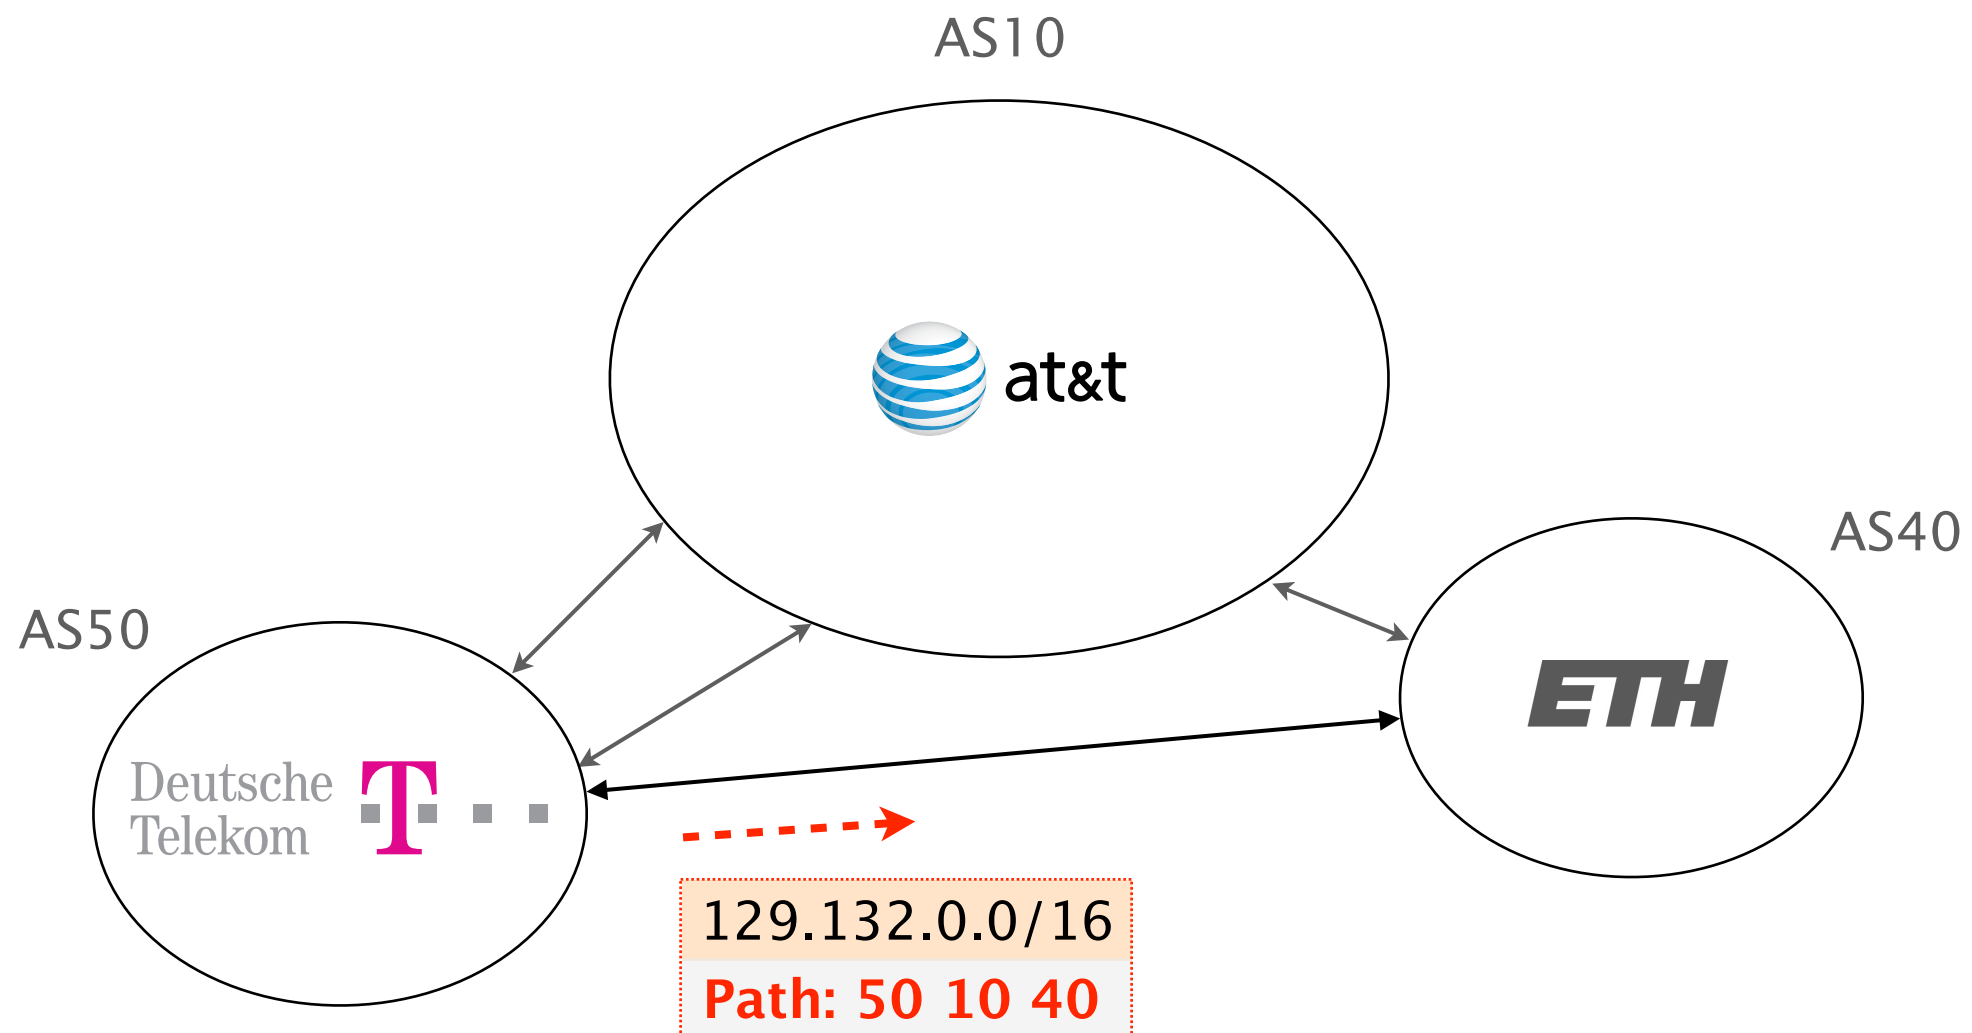 AS10
at&t
AS40
AS50
ETH
Deutsche
Telekom
T
129.132.0.0/16
Path: 50 10 40